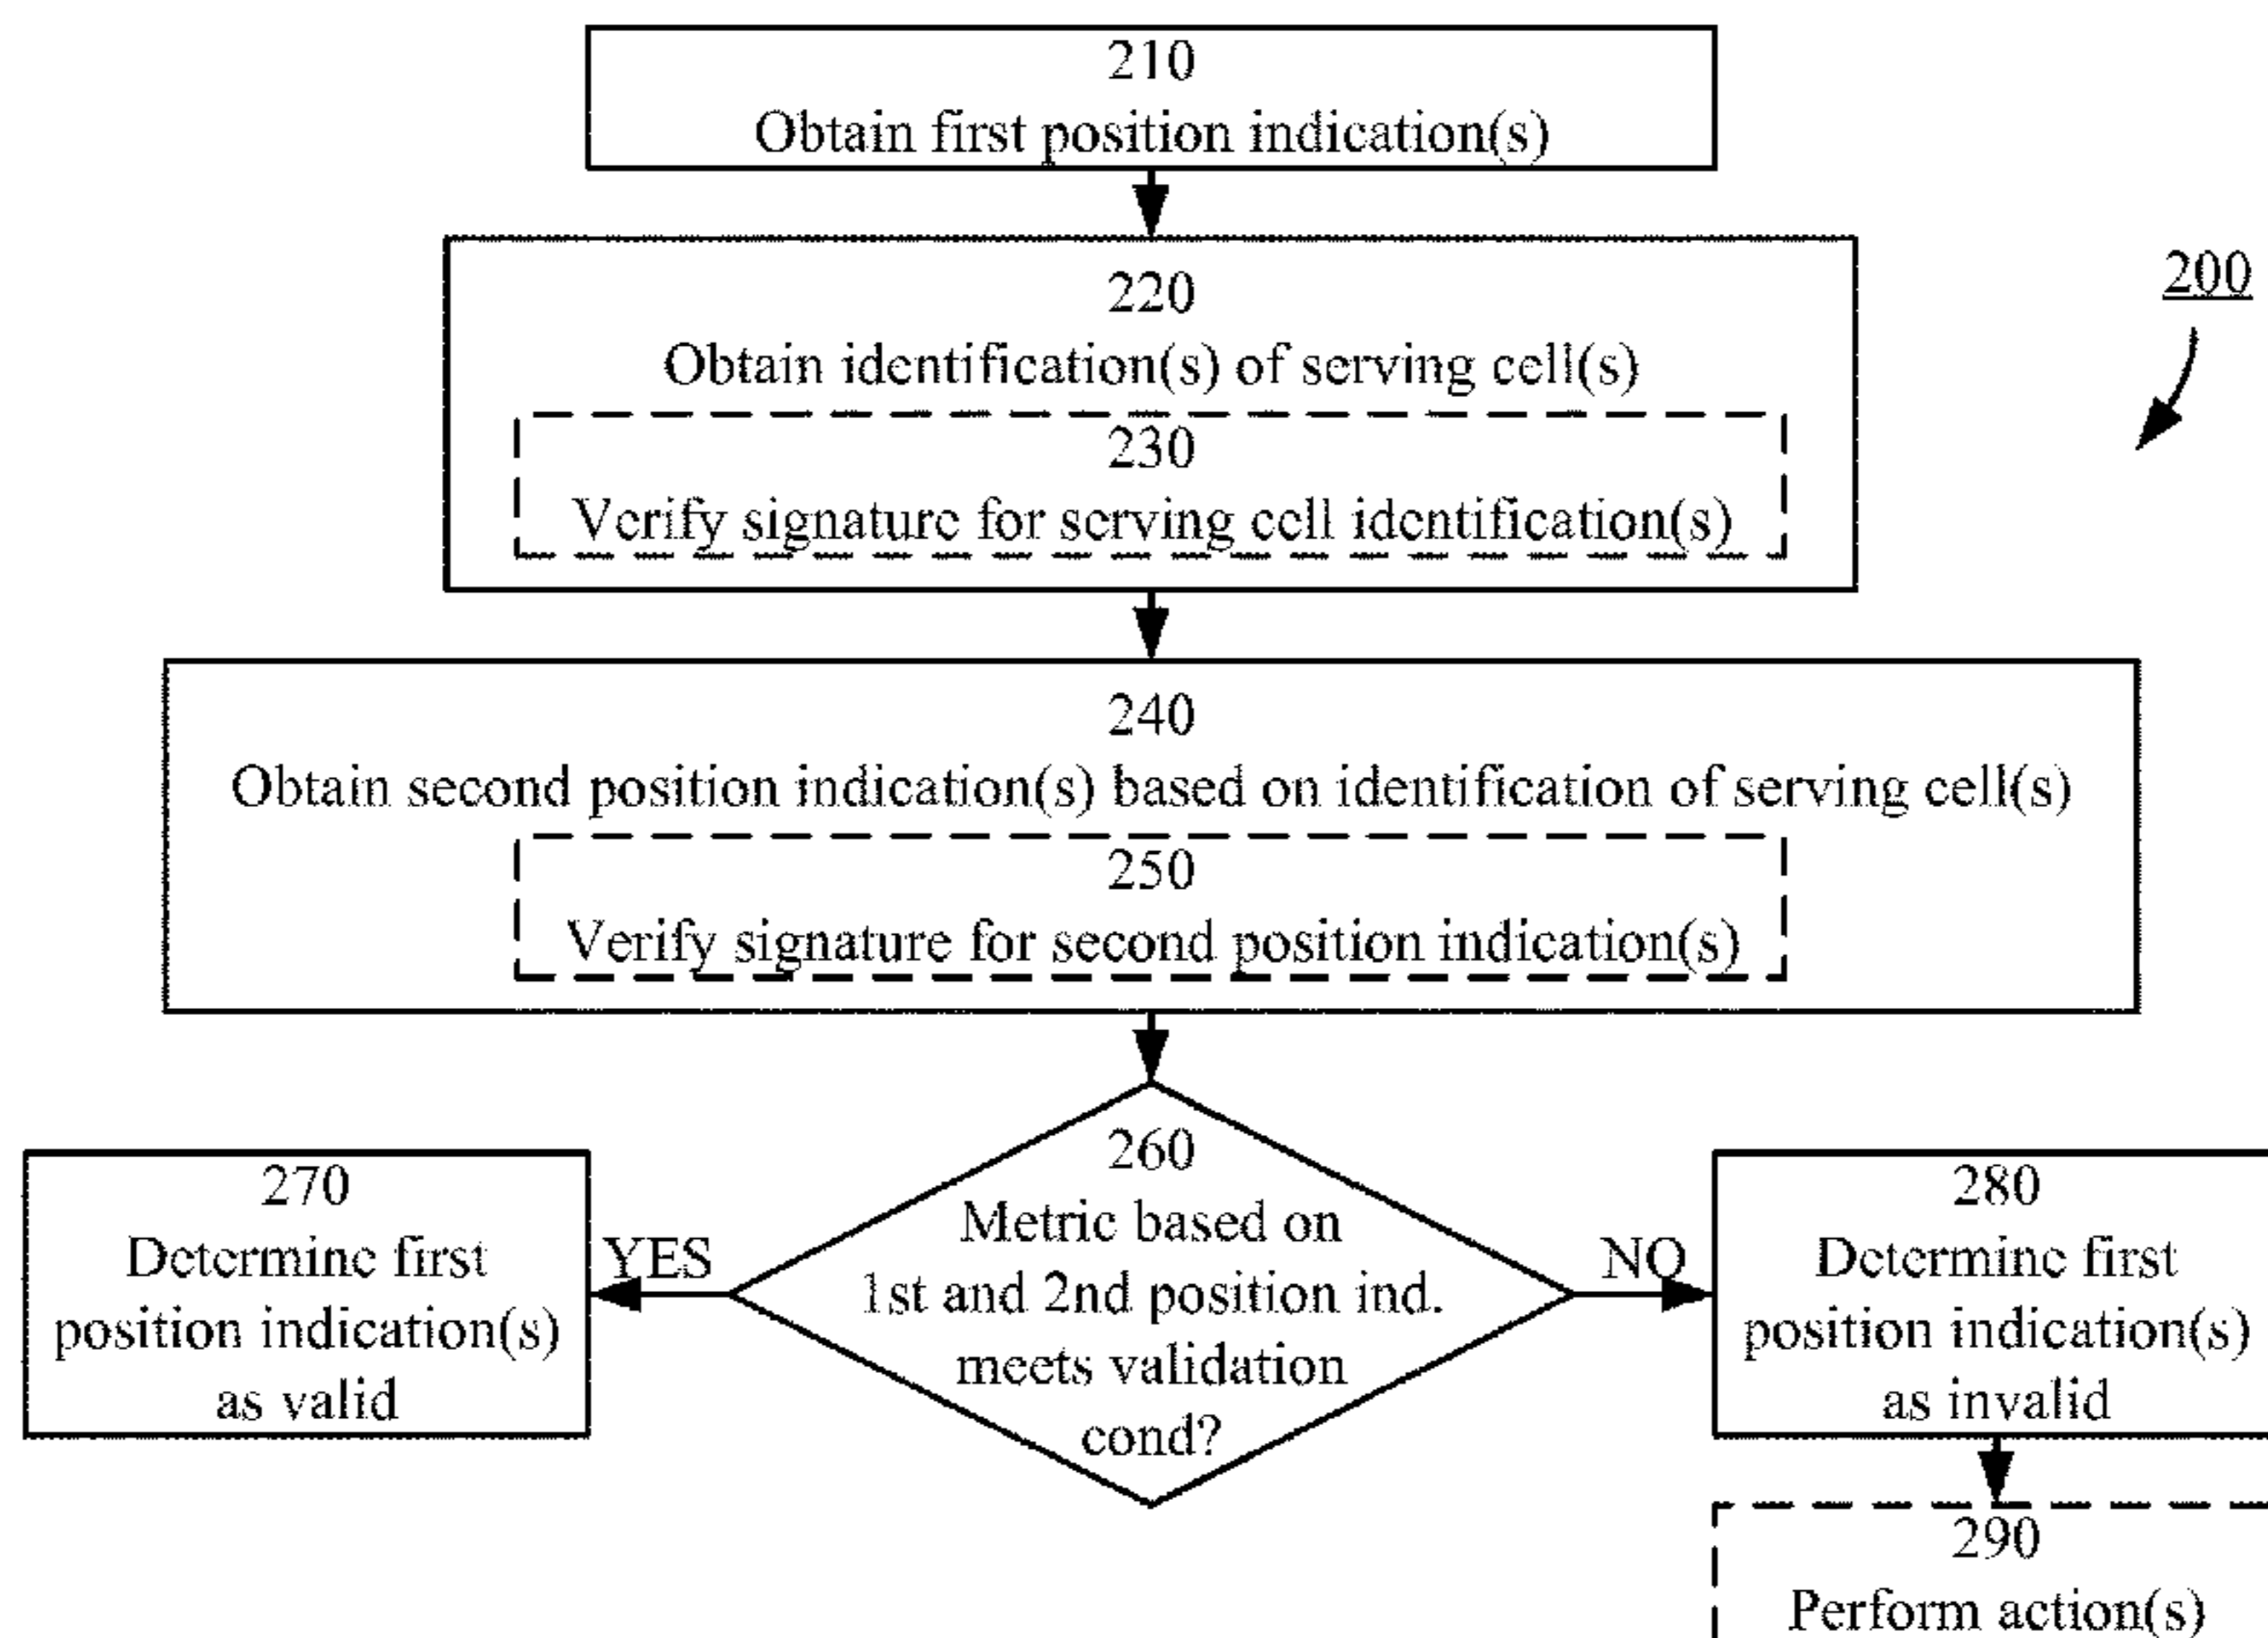 210
Obtain first position indication(s)
220
Obtain identification(s) of serving cell(s)
200
230
Verify signature for serving cell identification(s)
240
Obtain second position indication(s) based on identification of serving cell(s)
250
Verify signature for second position indication(s)
260
Metric based on
1st and 2nd position ind.
meets validation
cond?
YES
NO
270
Determine first
position indication(s)
as valid
280
Determine first
position indication(s)
as invalid
290
Perform action(s)